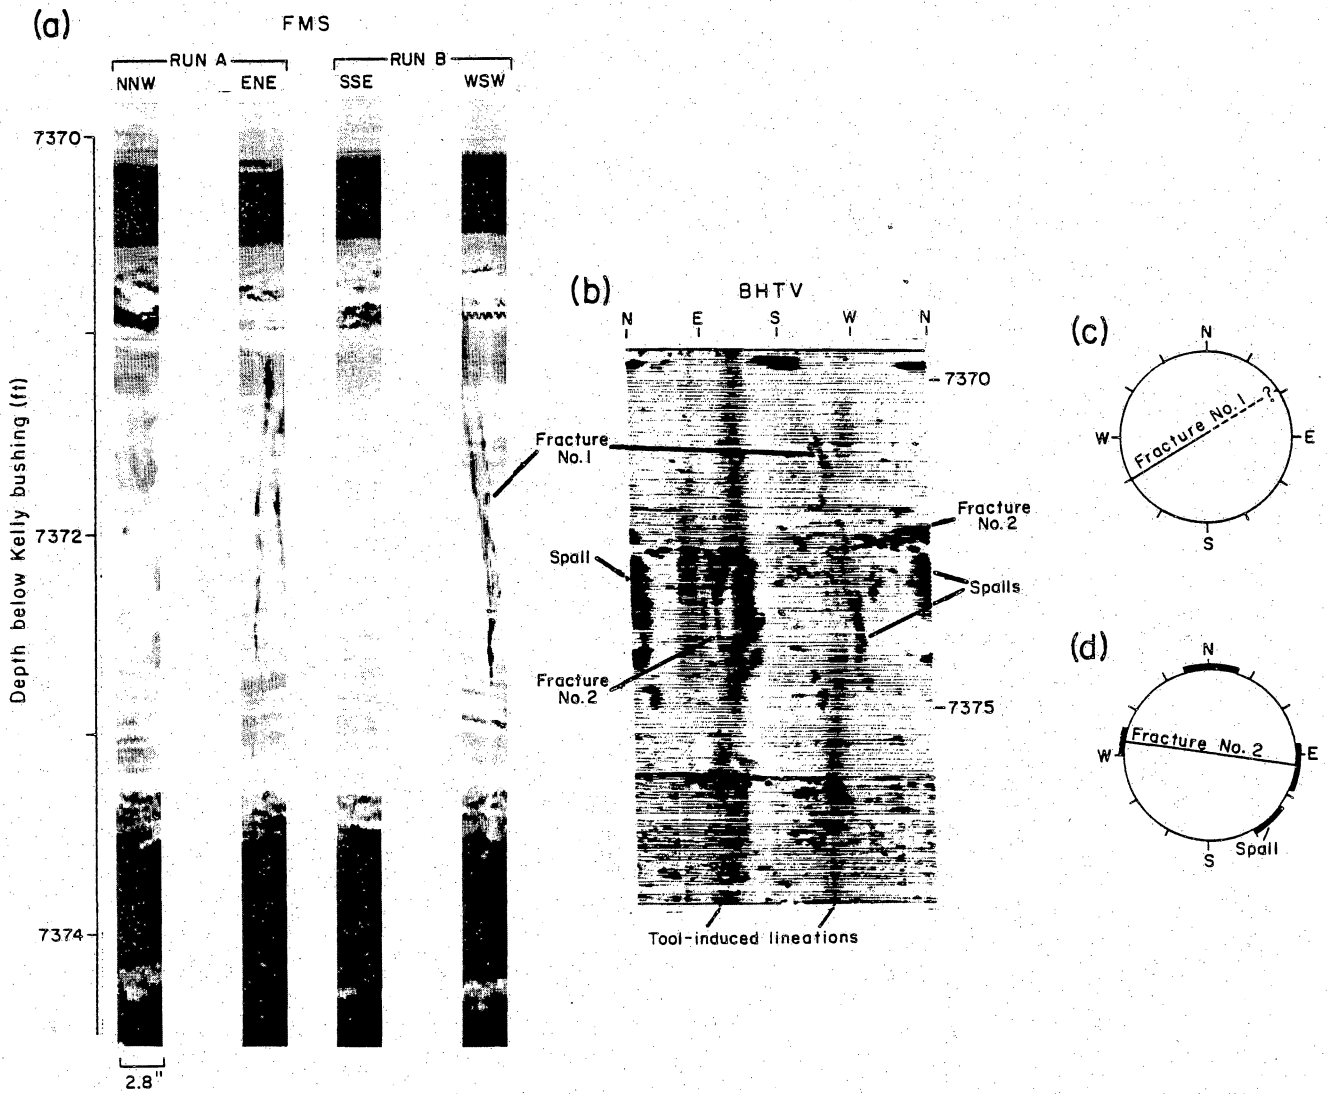 (a)
FMS
RUN A
RUN B
NNW
ENE
SSE
WSW
7370
7372
7374
Depth below Kelly bushing (ft)
2.8"
Fracture
No.1
(b)
BHTV
N
E
S
W
N
7370
7375
Fracture
No.2
Spall
Spalls
Fracture
No.2
Tool-induced lineations
(c)
N
W
E
S
Fracture No.1
?
(d)
N
W
E
S
Fracture No. 2
Spall